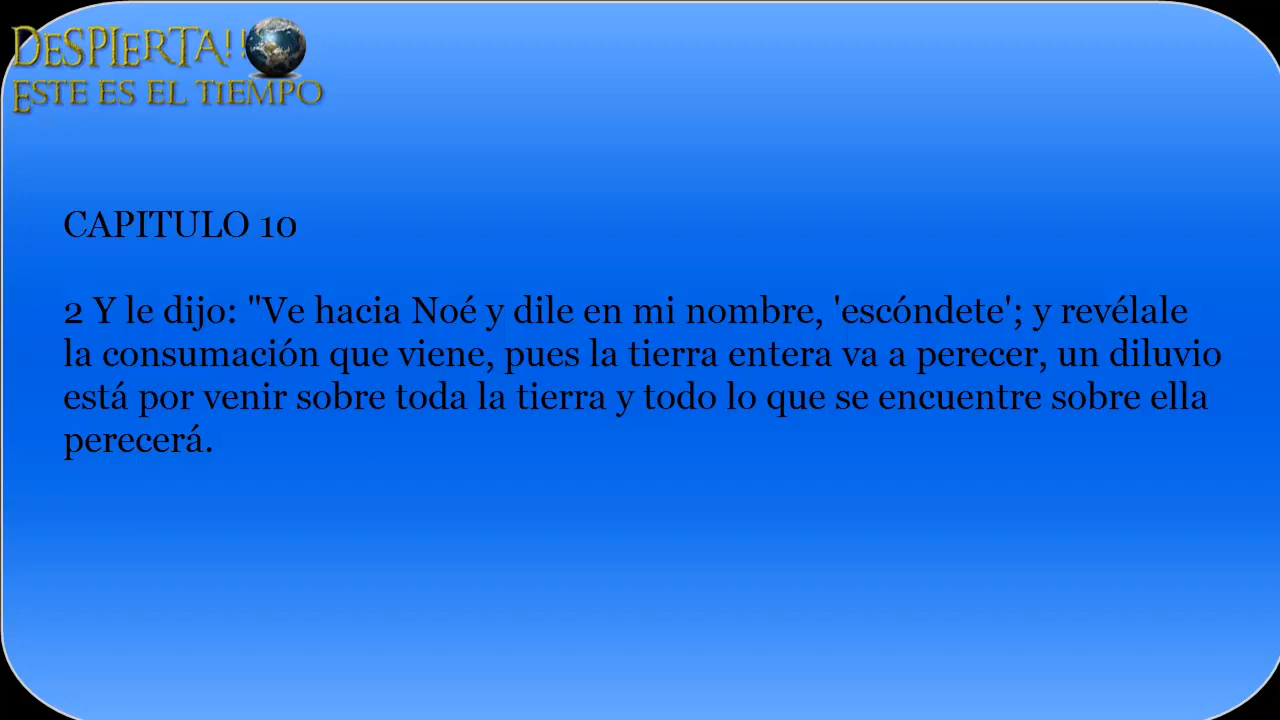 DESPIERTA!!
ESTE ES EL TIEMPO
CAPITULO 10
2 Y le dijo: "Ve hacia Noé y dile en mi nombre, 'escóndete'; y revélale
la consumación que viene, pues la tierra entera va a perecer, un diluvio
está por venir sobre toda la tierra y todo lo que se encuentre sobre ella
perecerá.